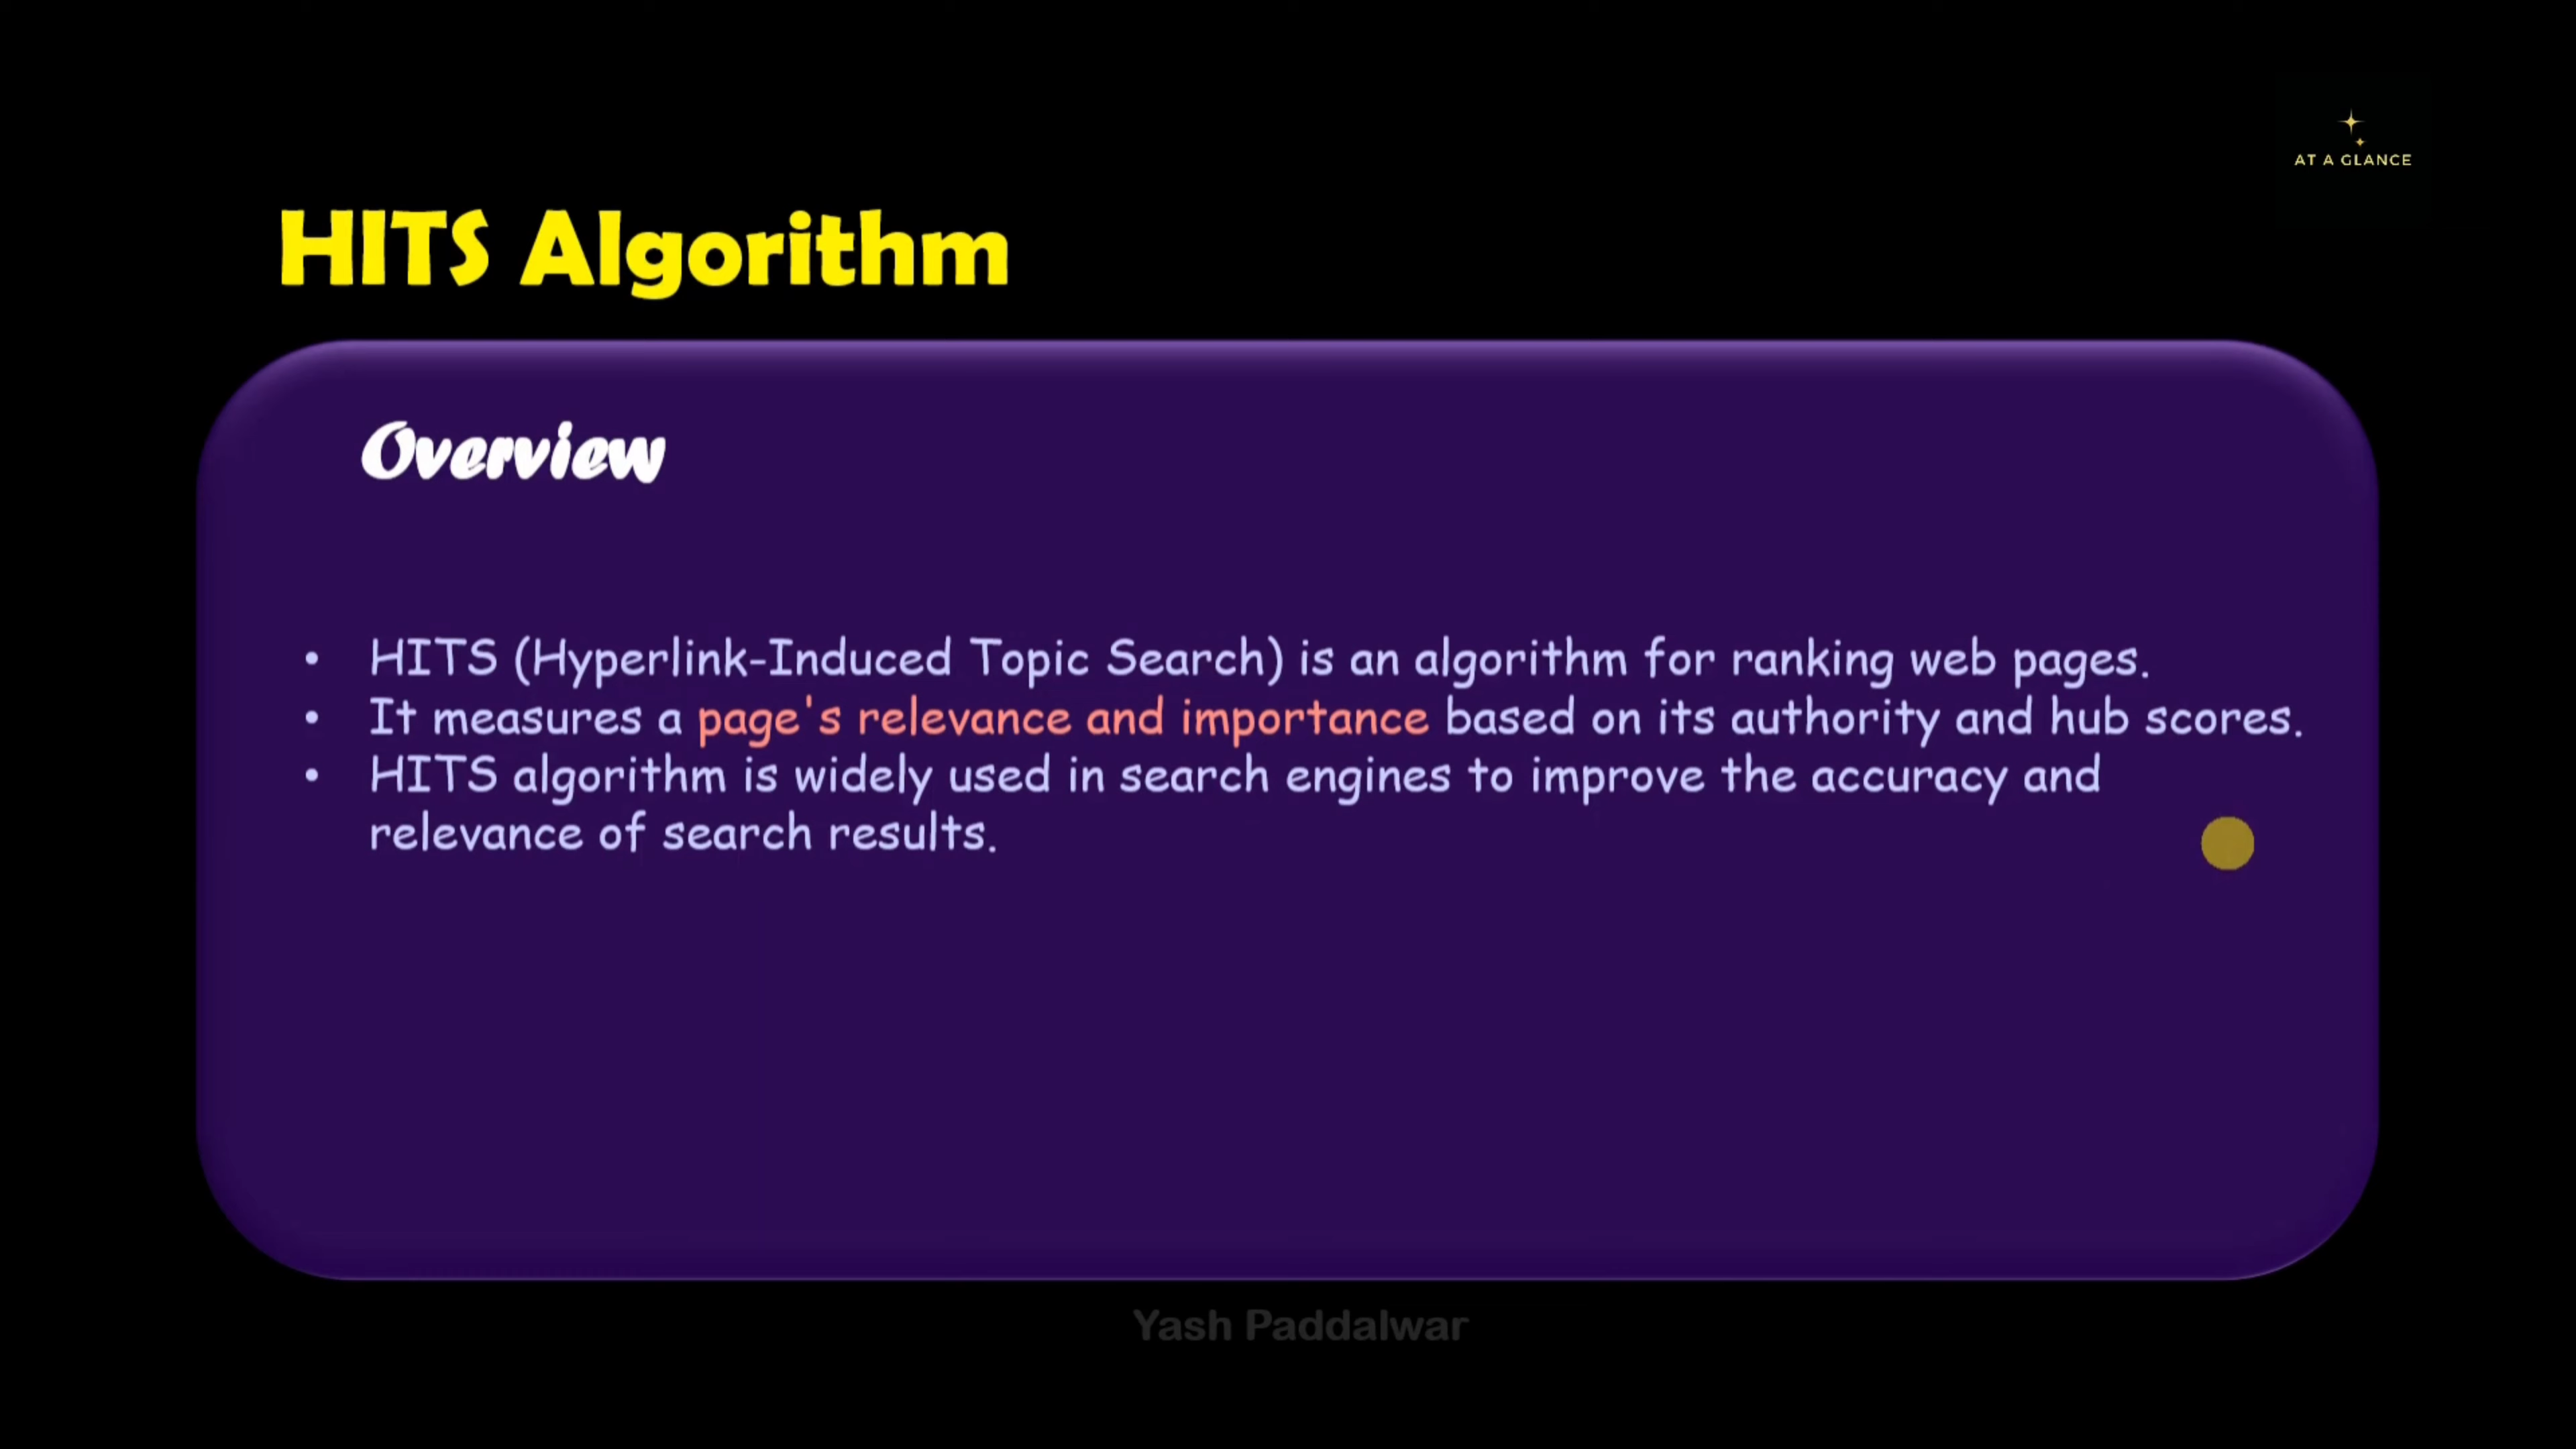 AT A GLANCE
HITS Algorithm
Overview
• HITS (Hyperlink-Induced Topic Search) is an algorithm for ranking web pages.
• It measures a page's relevance and importance based on its authority and hub scores.
• HITS algorithm is widely used in search engines to improve the accuracy and
relevance of search results.
Yash Paddalwar